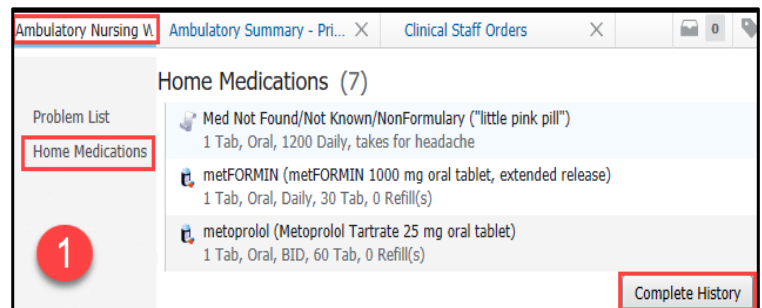 Ambulatory Nursing W. Ambulatory Summary - Pri... Clinical Staff Orders 0
Home Medications (7)
Problem List
Home Medications
Med Not Found/Not Known/NonFormulary ("little pink pill")
1 Tab, Oral, 1200 Daily, takes for headache
metFORMIN (metFORMIN 1000 mg oral tablet, extended release)
1 Tab, Oral, Daily, 30 Tab, 0 Refill(s)
metoprolol (Metoprolol Tartrate 25 mg oral tablet)
1 Tab, Oral, BID, 60 Tab, 0 Refill(s)
1
Complete History